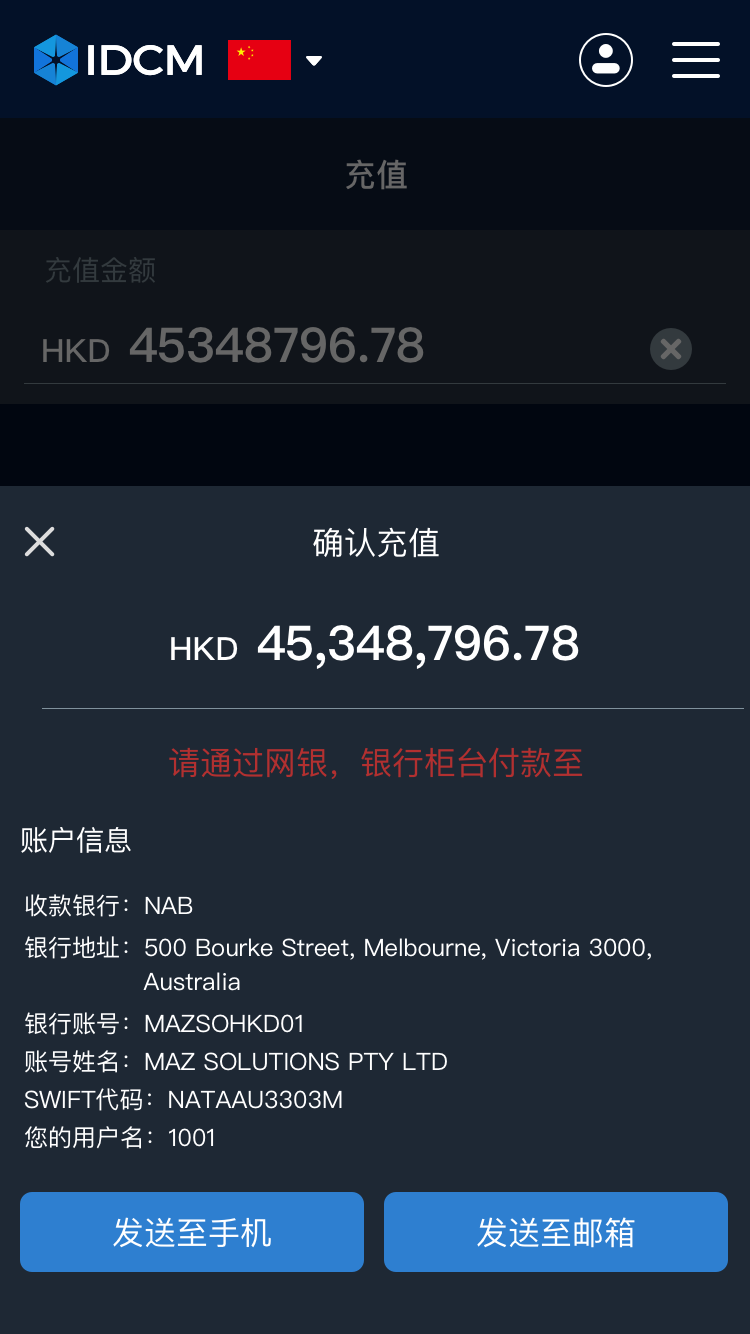 IDCM
充值
充值金额
HKD 45348796.78
确认充值
HKD 45,348,796.78
请通过网银，银行柜台付款至
账户信息
收款银行：NAB
银行地址：500 Bourke Street, Melbourne, Victoria 3000,
Australia
银行账号：MAZSOHKD01
账号姓名：MAZ SOLUTIONS PTY LTD
SWIFT代码：NATAAU3303M
您的用户名：1001
发送至手机
发送至邮箱